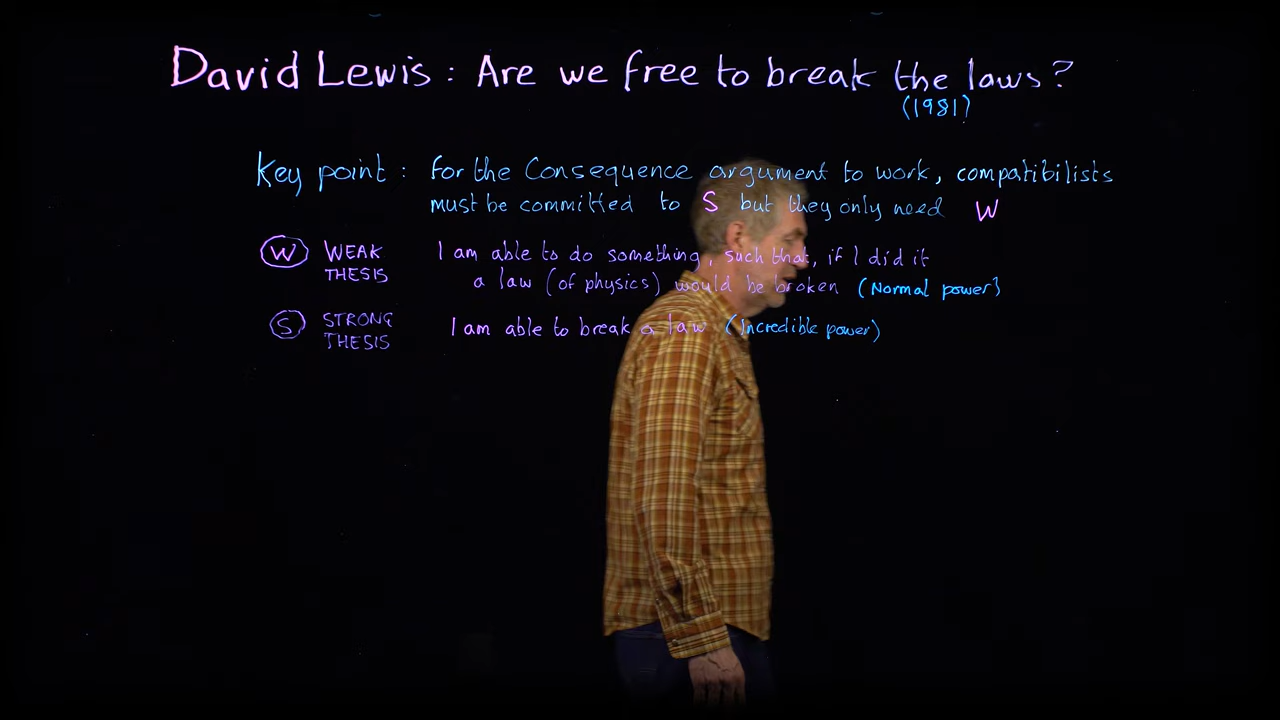 David Lewis: Are we free to break the laws?
(1981)
Key point: For the Consequence argument to work, compatibilists
must be committed to S but they only need W
W WEAK THESIS I am able to do something, such that, if I did it
a law (of physics) would be broken (Normal power)
S STRONG THESIS I am able to break a law (Incredible power)